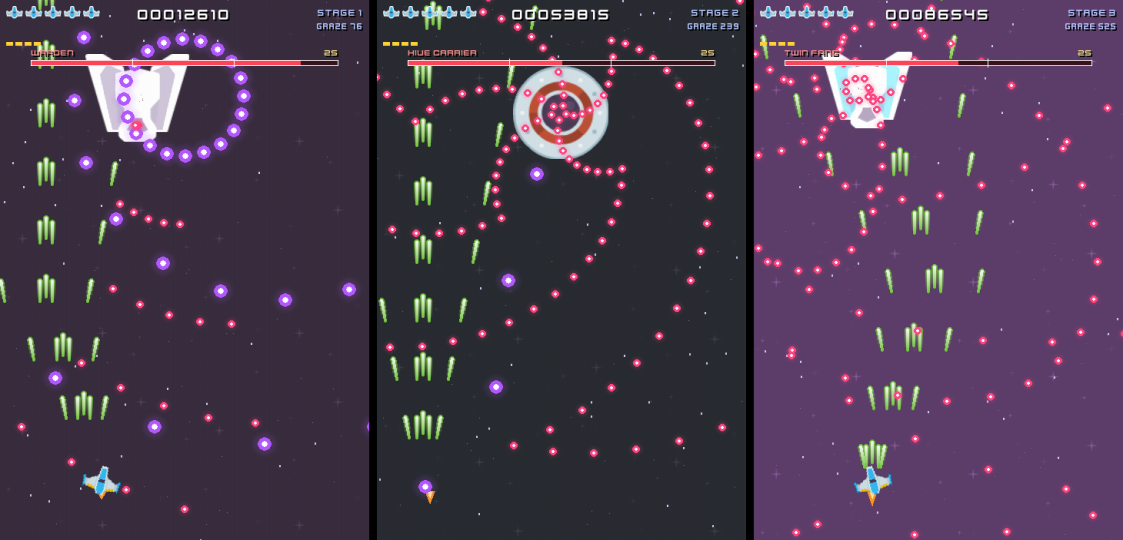 00012610
STAGE 1
GRAZE 76
WARDEN
25
00053815
STAGE 2
GRAZE 239
HIVE CARRIER
25
00086545
STAGE 3
GRAZE 525
TWIN FANG
25